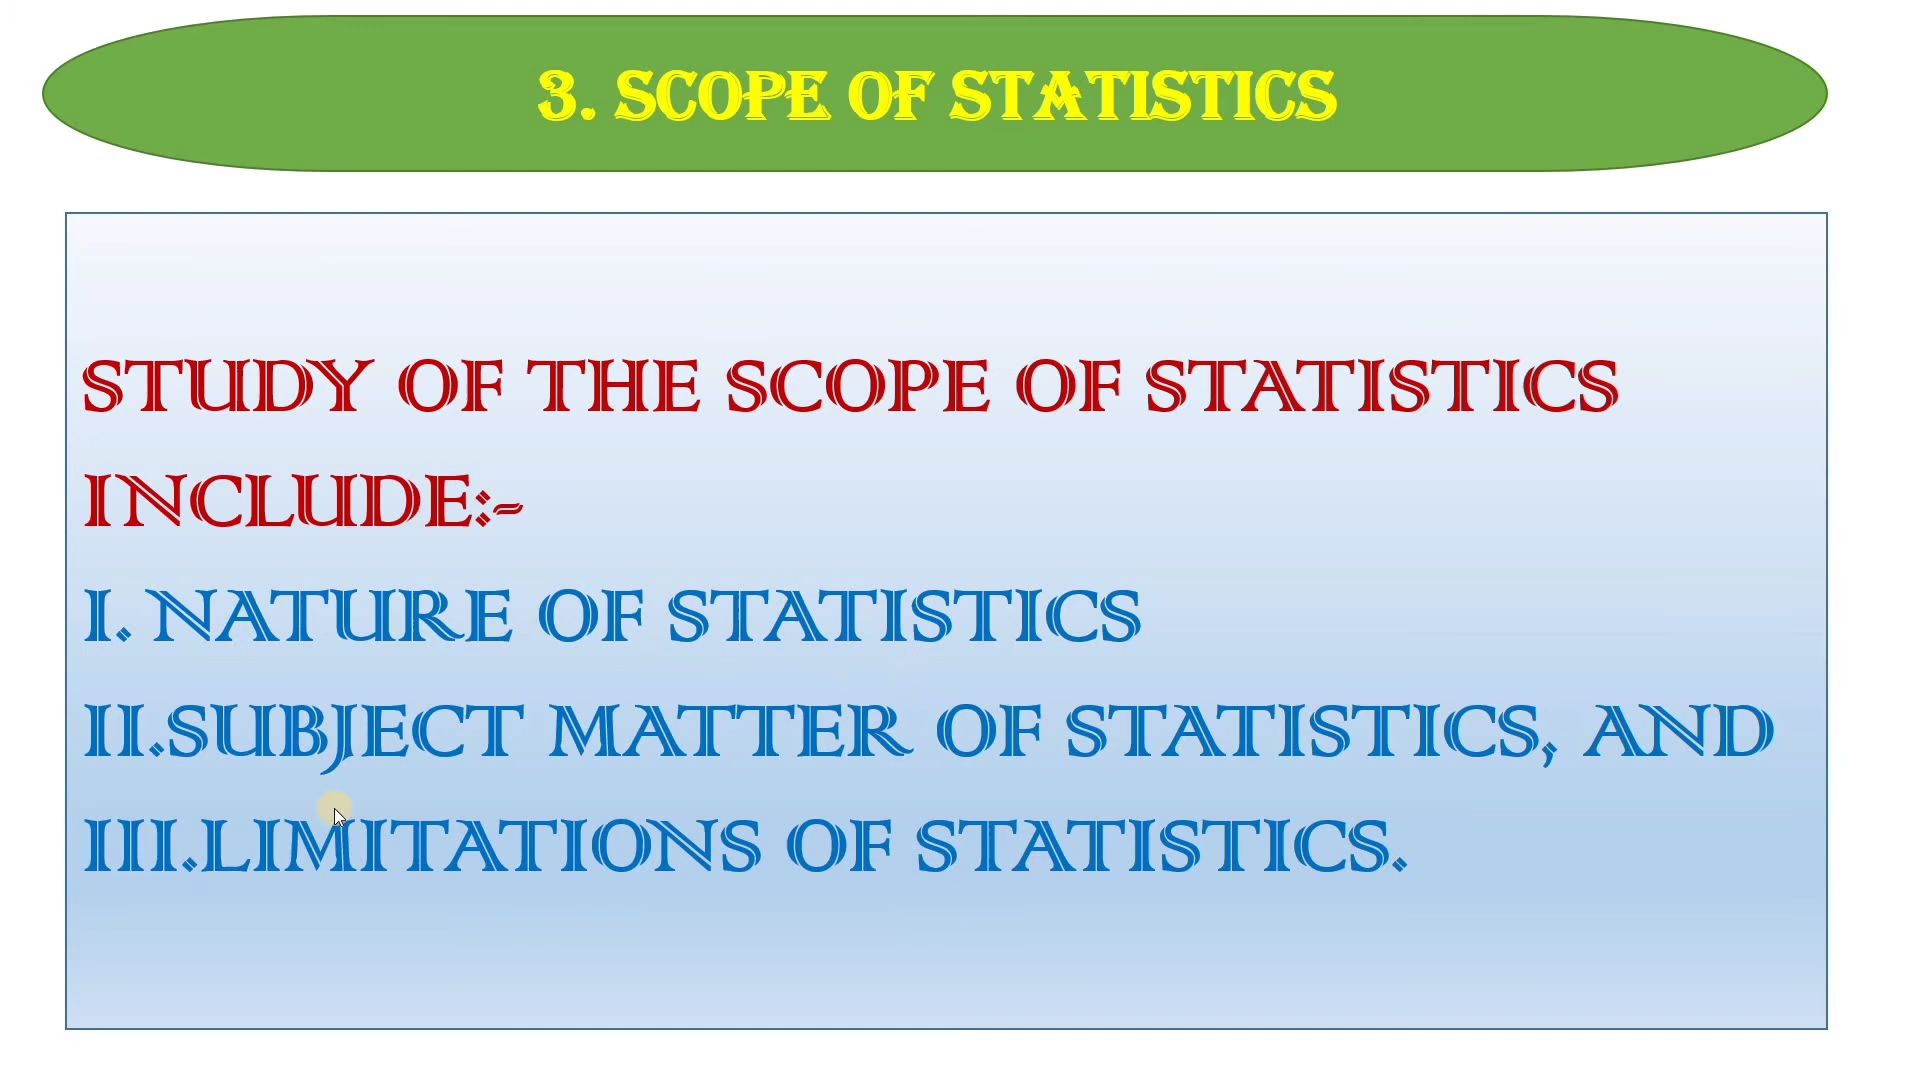 3. SCOPE OF STATISTICS
STUDY OF THE SCOPE OF STATISTICS
INCLUDE:-
I. NATURE OF STATISTICS
II.SUBJECT MATTER OF STATISTICS, AND
III.LIMITATIONS OF STATISTICS.